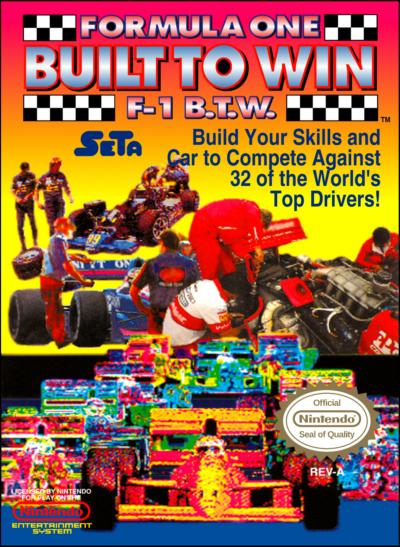 FORMULA ONE
BUILT TO WIN
F-1 B.T.W.
TM
SETA
Build Your Skills and
Car to Compete Against
32 of the World's
Top Drivers!
Official
Nintendo
Seal of Quality
REV-A
LICENSED BY NINTENDO
FOR PLAY ON THE
Nintendo
ENTERTAINMENT
SYSTEM